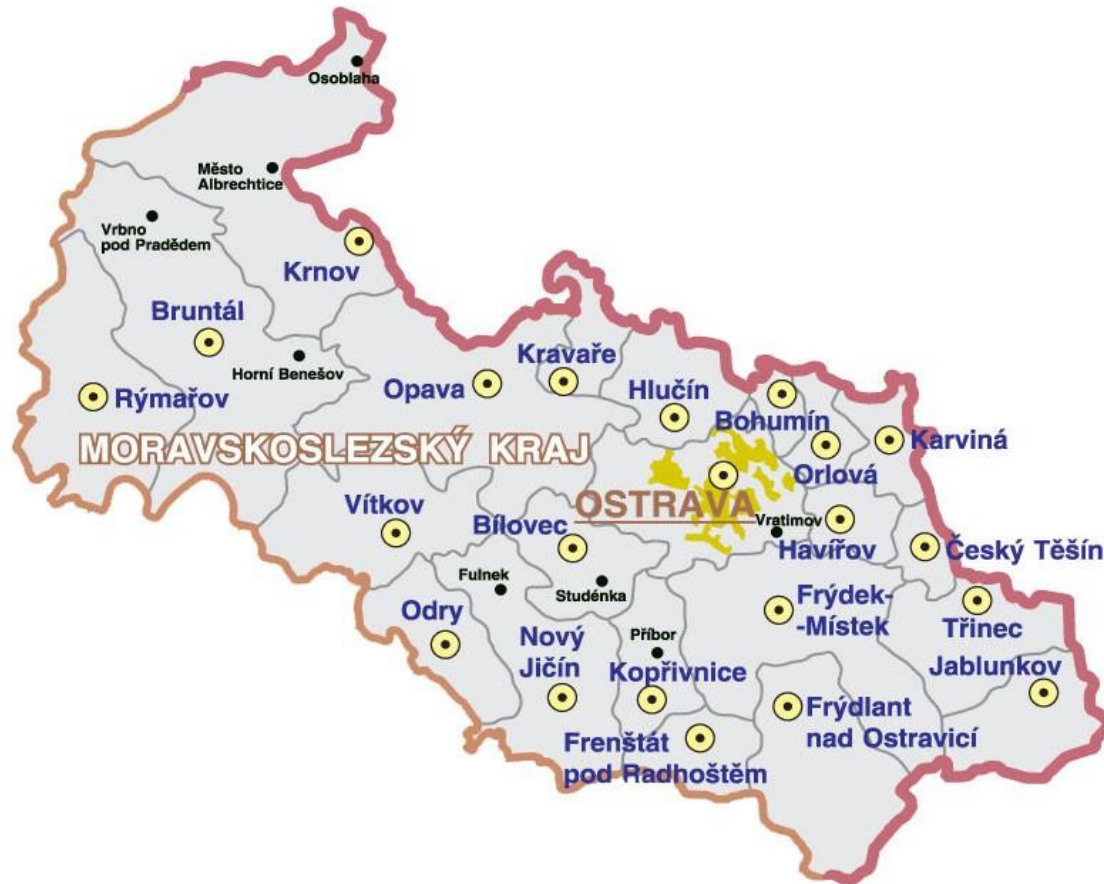 Osoblaha
Město
Albrechtice
Vrbno
pod Pradědem
Krnov
Bruntál
Horní Benešov
Rýmařov
Opava
Kravaře
Hlučín
Bohumín
Karviná
Orlová
MORAVSKOSLEZSKÝ KRAJ
OSTRAVA
Vratimov
Vítkov
Bílovec
Havířov
Český Těšín
Fulnek
Studénka
Odry
Nový
Jičín
Příbor
Kopřivnice
Frýdek-
-Místek
Třinec
Jablunkov
Frýdlant
nad Ostravicí
Frenštát
pod Radhoštěm